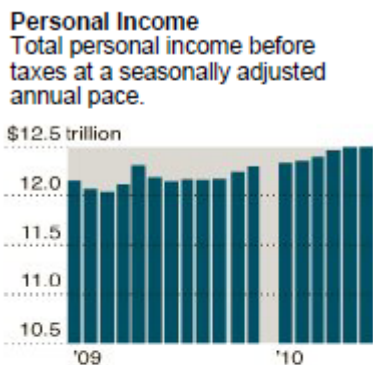 Personal Income
Total personal income before
taxes at a seasonally adjusted
annual pace.
$12.5 trillion
12.0
11.5
11.0
10.5
'09 '10